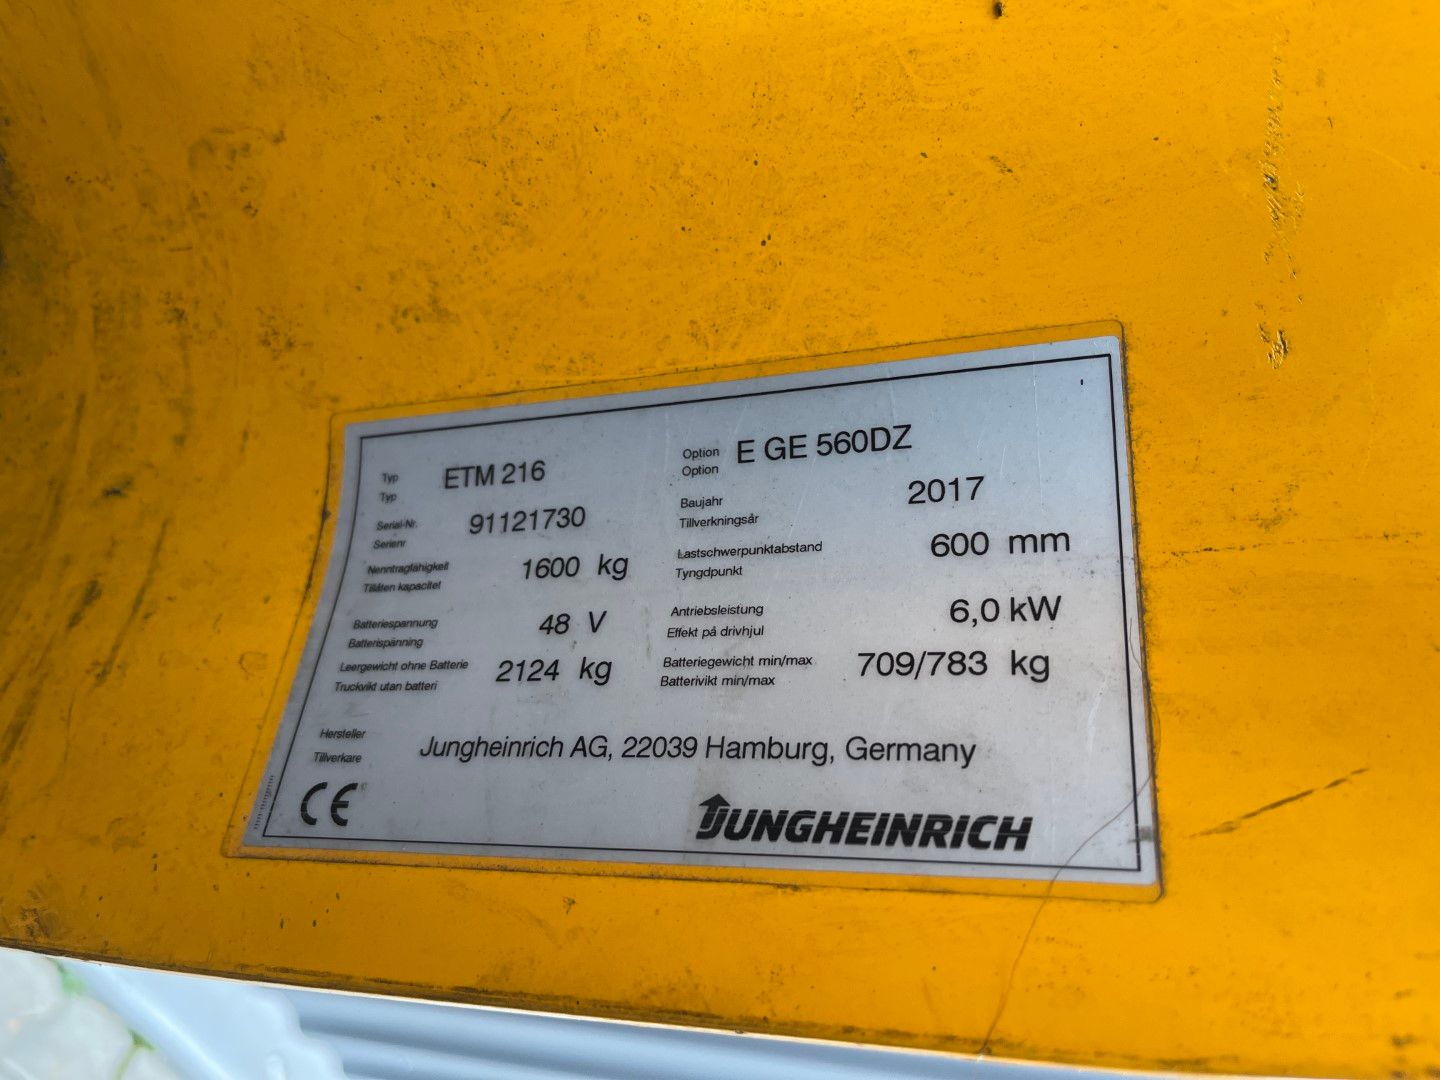 Typ
Typ
ETM 216
Option
Option
E GE 560DZ
Serial-Nr.
Serienr
91121730
Baujahr
Tillverkningsår
2017
Nenntragfähigkeit
Tillåten kapacitet
1600 kg
Lastschwerpunktabstand
Tyngdpunkt
600 mm
Batteriespannung
Batterispänning
48 V
Antriebsleistung
Effekt på drivhjul
6,0 kW
Leergewicht ohne Batterie
Truckvikt utan batteri
2124 kg
Batteriegewicht min/max
Batterivikt min/max
709/783 kg
Hersteller
Tillverkare
Jungheinrich AG, 22039 Hamburg, Germany
CE
JUNGHEINRICH